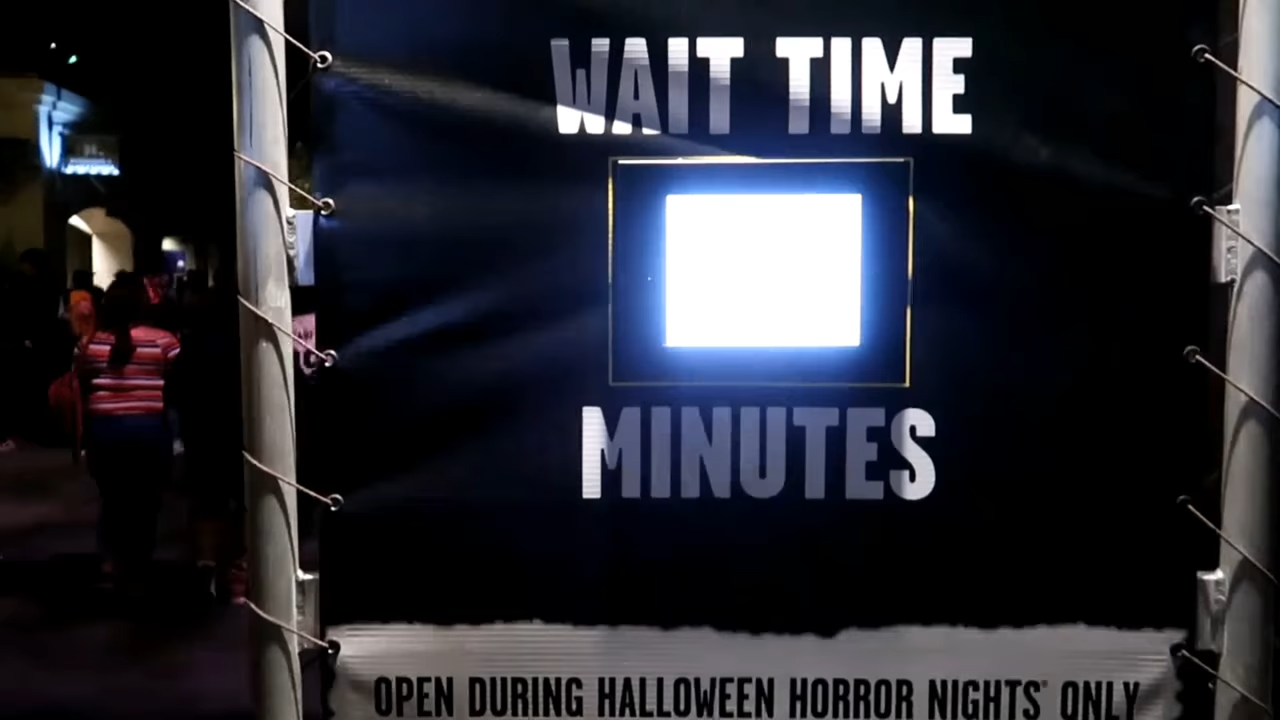 WAIT TIME
MINUTES
OPEN DURING HALLOWEEN HORROR NIGHTS® ONLY